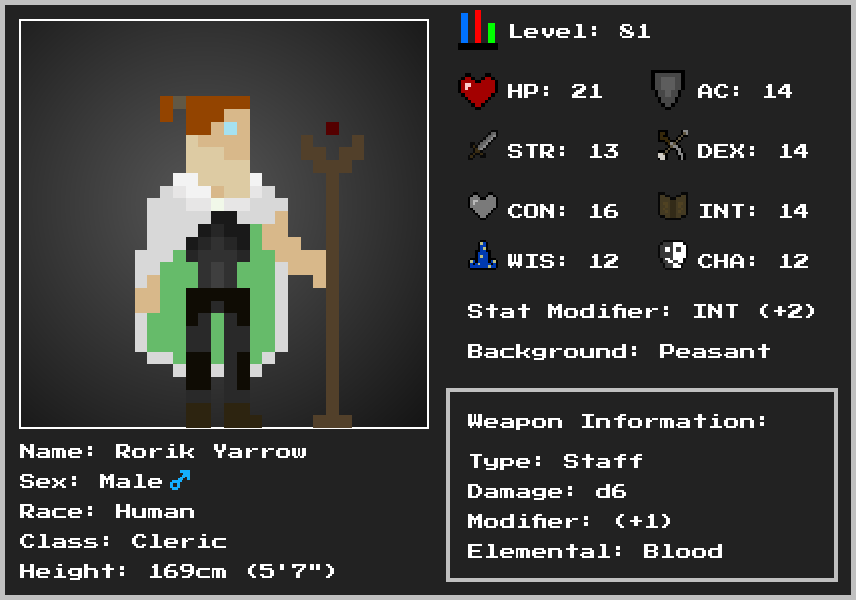 Level: 81
HP: 21 AC: 14
STR: 13 DEX: 14
CON: 16 INT: 14
WIS: 12 CHA: 12
Stat Modifier: INT (+2)
Background: Peasant
Weapon Information:
Type: Staff
Damage: d6
Modifier: (+1)
Elemental: Blood
Name: Rorik Yarrow
Sex: Male♂
Race: Human
Class: Cleric
Height: 169cm (5'7")